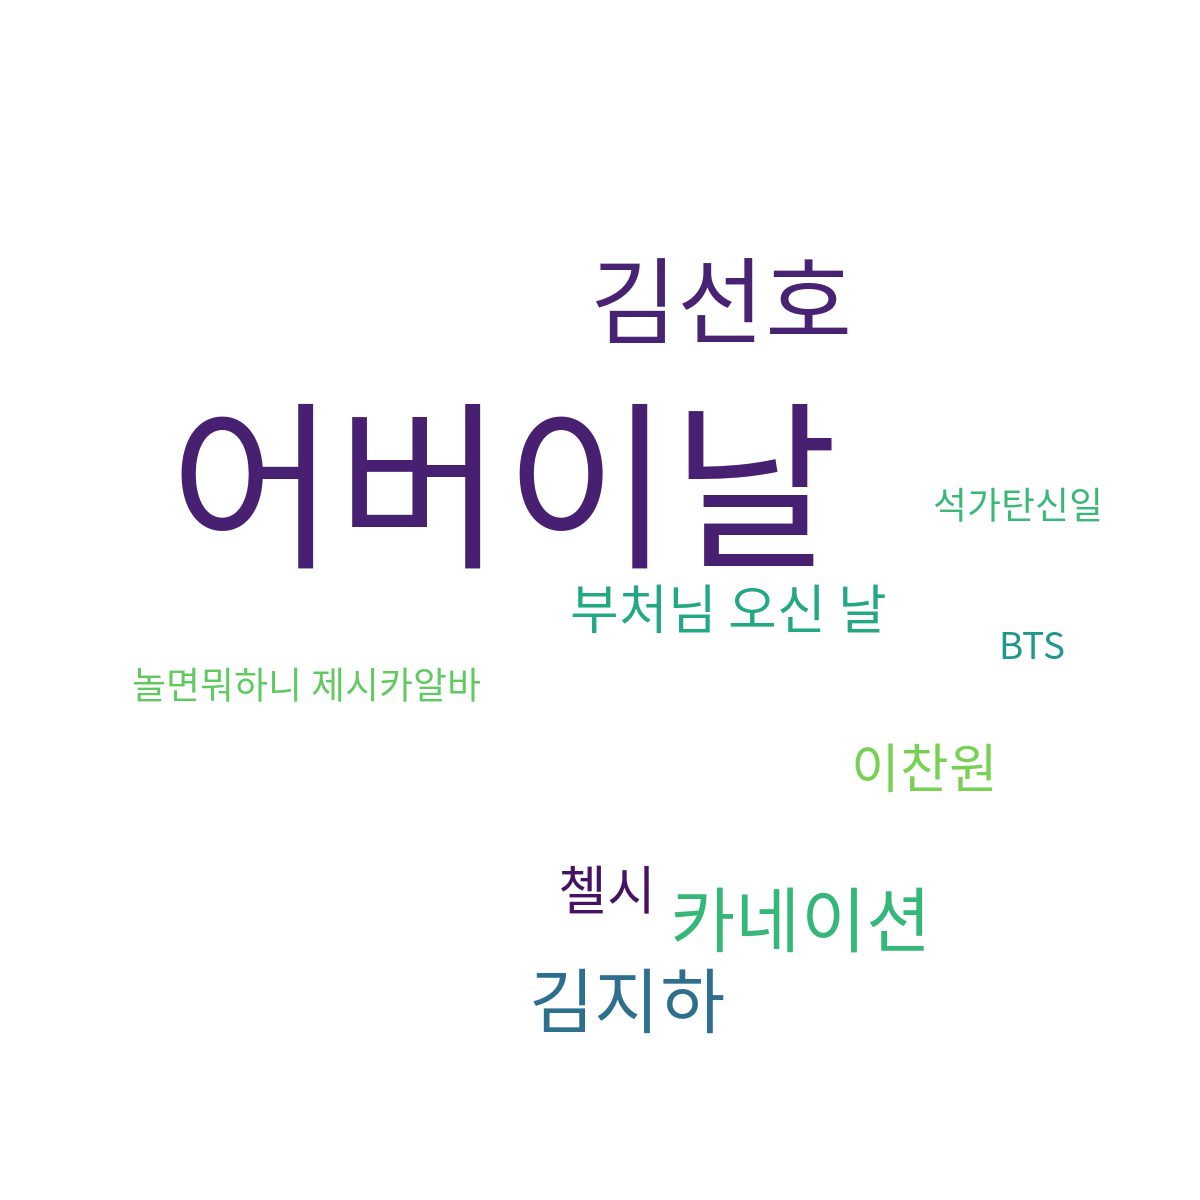 김선호
어버이날
석가탄신일
부처님 오신 날
BTS
놀면뭐하니 제시카알바
이찬원
첼시
카네이션
김지하